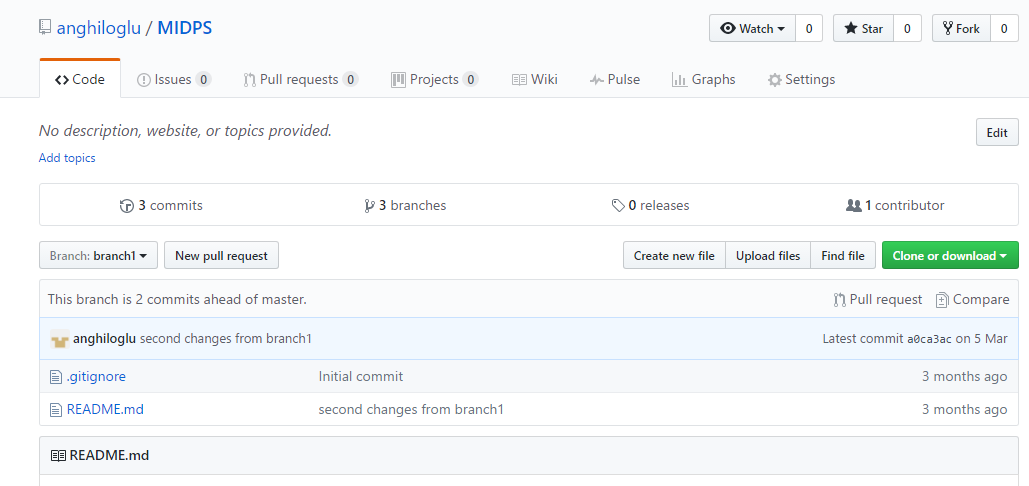 anghiloglu / MIDPS Watch 0 Star 0 Fork 0
Code Issues 0 Pull requests 0 Projects 0 Wiki Pulse Graphs Settings
No description, website, or topics provided. Edit
Add topics
3 commits 3 branches 0 releases 1 contributor
Branch: branch1 New pull request Create new file Upload files Find file Clone or download
This branch is 2 commits ahead of master. Pull request Compare
anghiloglu second changes from branch1 Latest commit a0ca3ac on 5 Mar
.gitignore Initial commit 3 months ago
README.md second changes from branch1 3 months ago
README.md